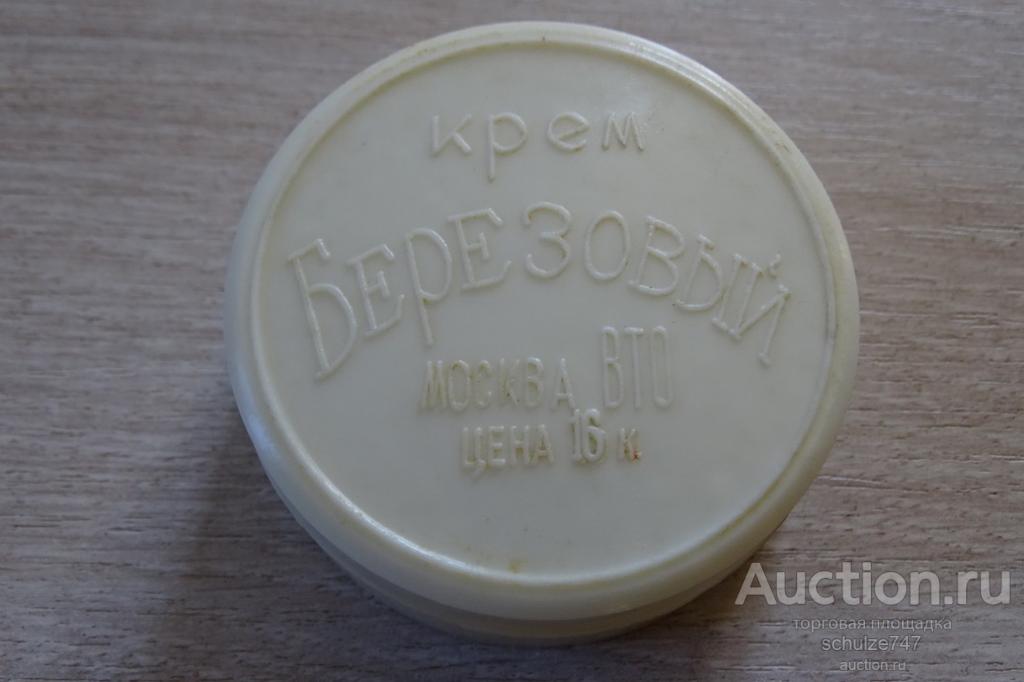 крем
БЕРЕЗОВЫЙ
МОСКВА ВТО
ЦЕНА 16 К.
Auction.ru
торговая площадка
schulze747
auction.ru